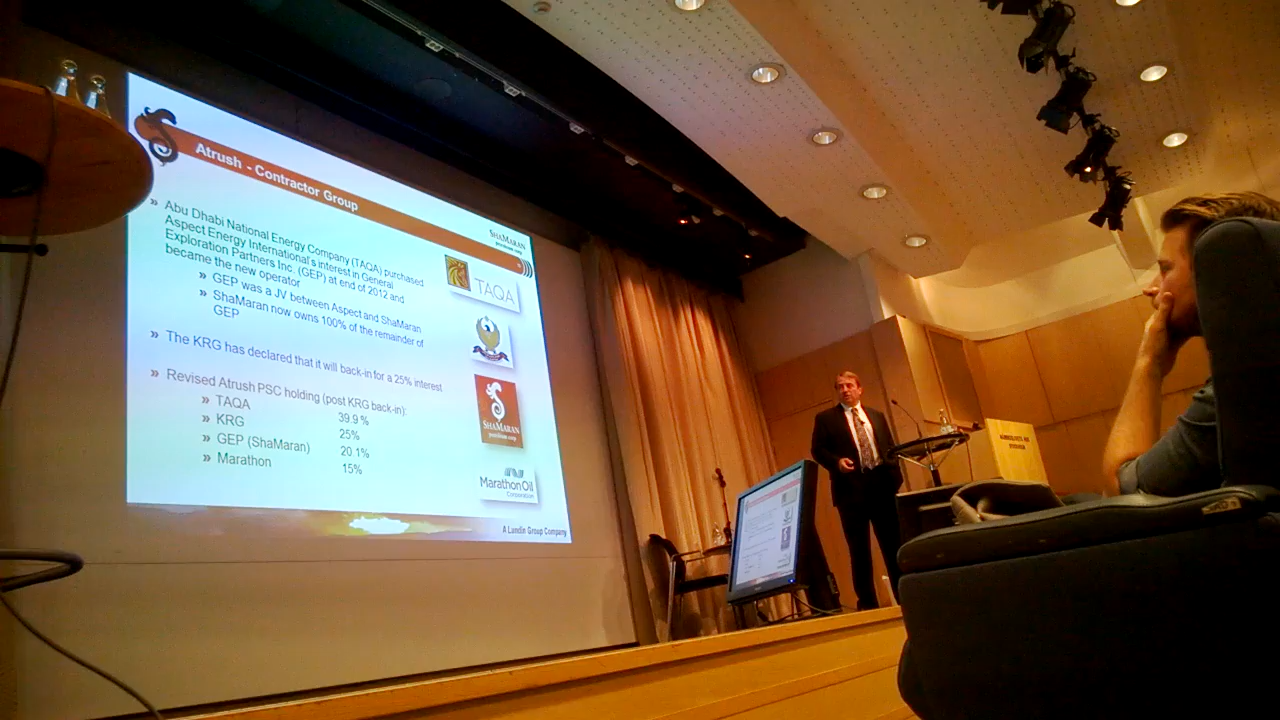 Atrush - Contractor Group
SHAMARAN
petroleum corp
» Abu Dhabi National Energy Company (TAQA) purchased
Aspect Energy International's interest in General
Exploration Partners Inc. (GEP) at end of 2012 and
became the new operator
» GEP was a JV between Aspect and ShaMaran
» ShaMaran now owns 100% of the remainder of
GEP
» The KRG has declared that it will back-in for a 25% interest
» Revised Atrush PSC holding (post KRG back-in):
» TAQA 39.9%
» KRG 25%
» GEP (ShaMaran) 20.1%
» Marathon 15%
TAQA
SHAMARAN
petroleum corp
Marathon Oil
Corporation
A Lundin Group Company